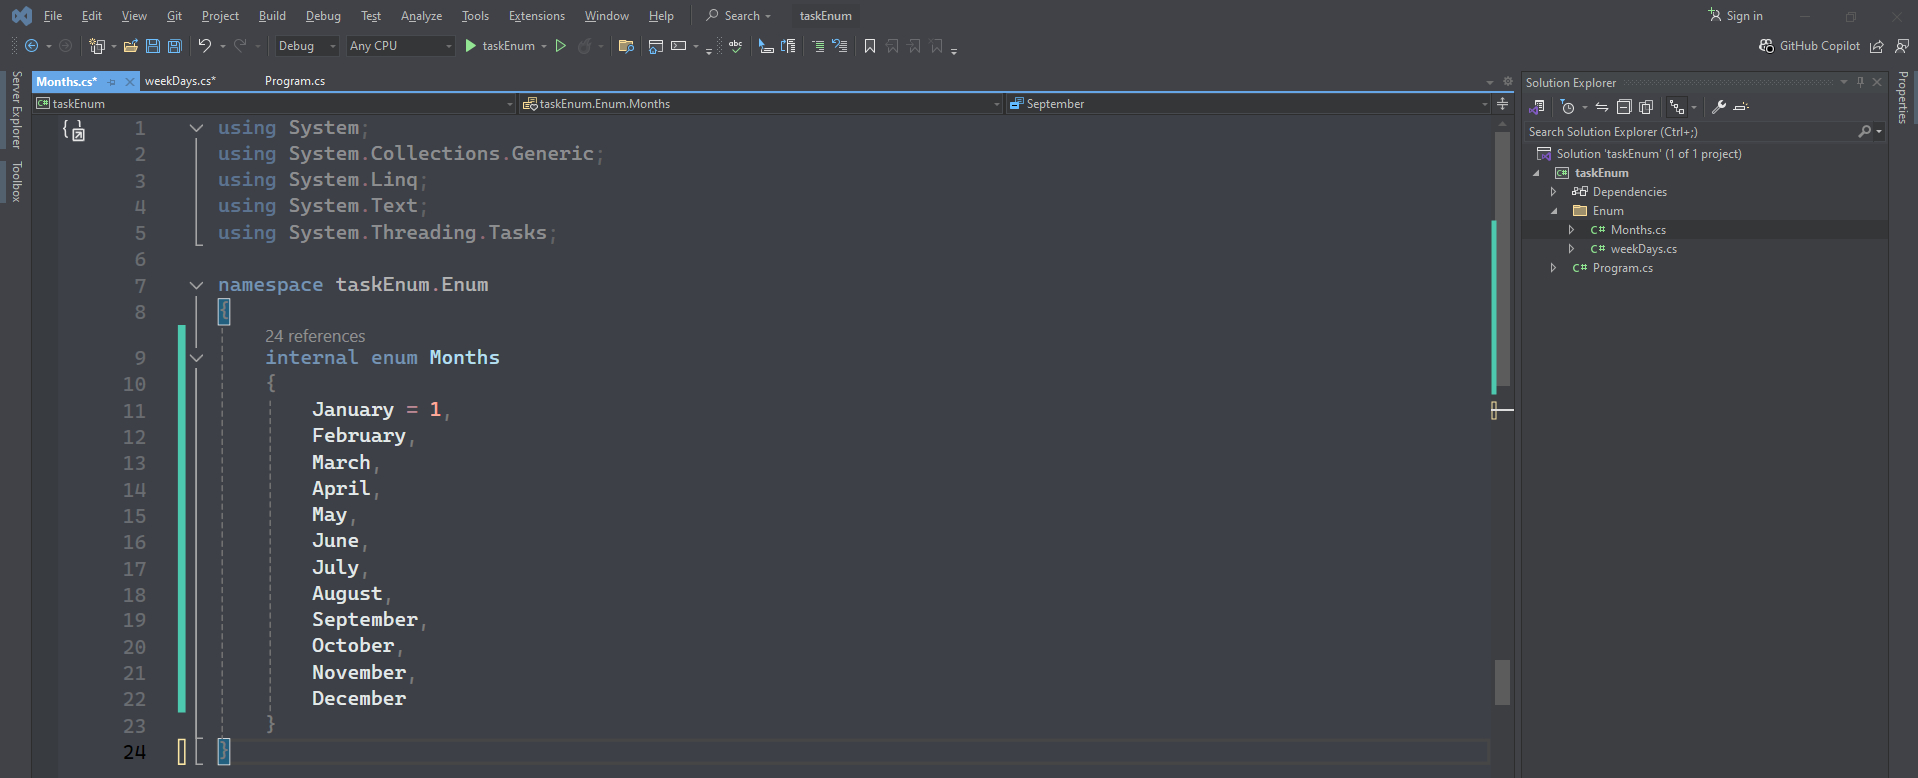 File Edit View Git Project Build Debug Test Analyze Tools Extensions Window Help Search taskEnum Sign in
Debug Any CPU taskEnum abc GitHub Copilot
Months.cs* weekDays.cs* Program.cs
taskEnum taskEnum.Enum.Months September
Server Explorer
Toolbox
1 using System;
2 using System.Collections.Generic;
3 using System.Linq;
4 using System.Text;
5 using System.Threading.Tasks;
6
7 namespace taskEnum.Enum
8 {
24 references
9 internal enum Months
10 {
11 January = 1,
12 February,
13 March,
14 April,
15 May,
16 June,
17 July,
18 August,
19 September,
20 October,
21 November,
22 December
23 }
24 }
Solution Explorer
Search Solution Explorer (Ctrl+;)
Solution 'taskEnum' (1 of 1 project)
C# taskEnum
Dependencies
Enum
C# Months.cs
C# weekDays.cs
C# Program.cs
Properties